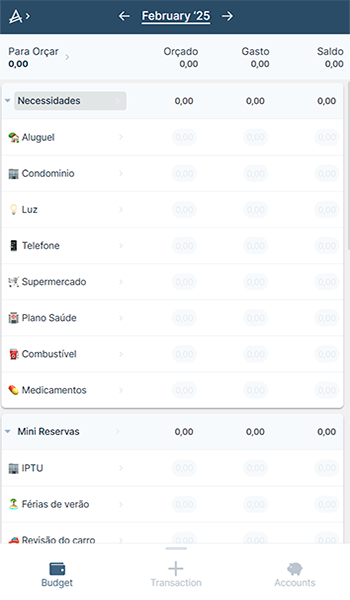 February ‘25
Para Orçar Orçado Gasto Saldo
0,00 0,00 0,00 0,00
Necessidades 0,00 0,00 0,00
Aluguel 0,00 0,00 0,00
Condominio 0,00 0,00 0,00
Luz 0,00 0,00 0,00
Telefone 0,00 0,00 0,00
Supermercado 0,00 0,00 0,00
Plano Saúde 0,00 0,00 0,00
Combustível 0,00 0,00 0,00
Medicamentos 0,00 0,00 0,00
Mini Reservas 0,00 0,00 0,00
IPTU 0,00 0,00 0,00
Férias de verão 0,00 0,00 0,00
Revisão do carro 0,00 0,00 0,00
Budget Transaction Accounts